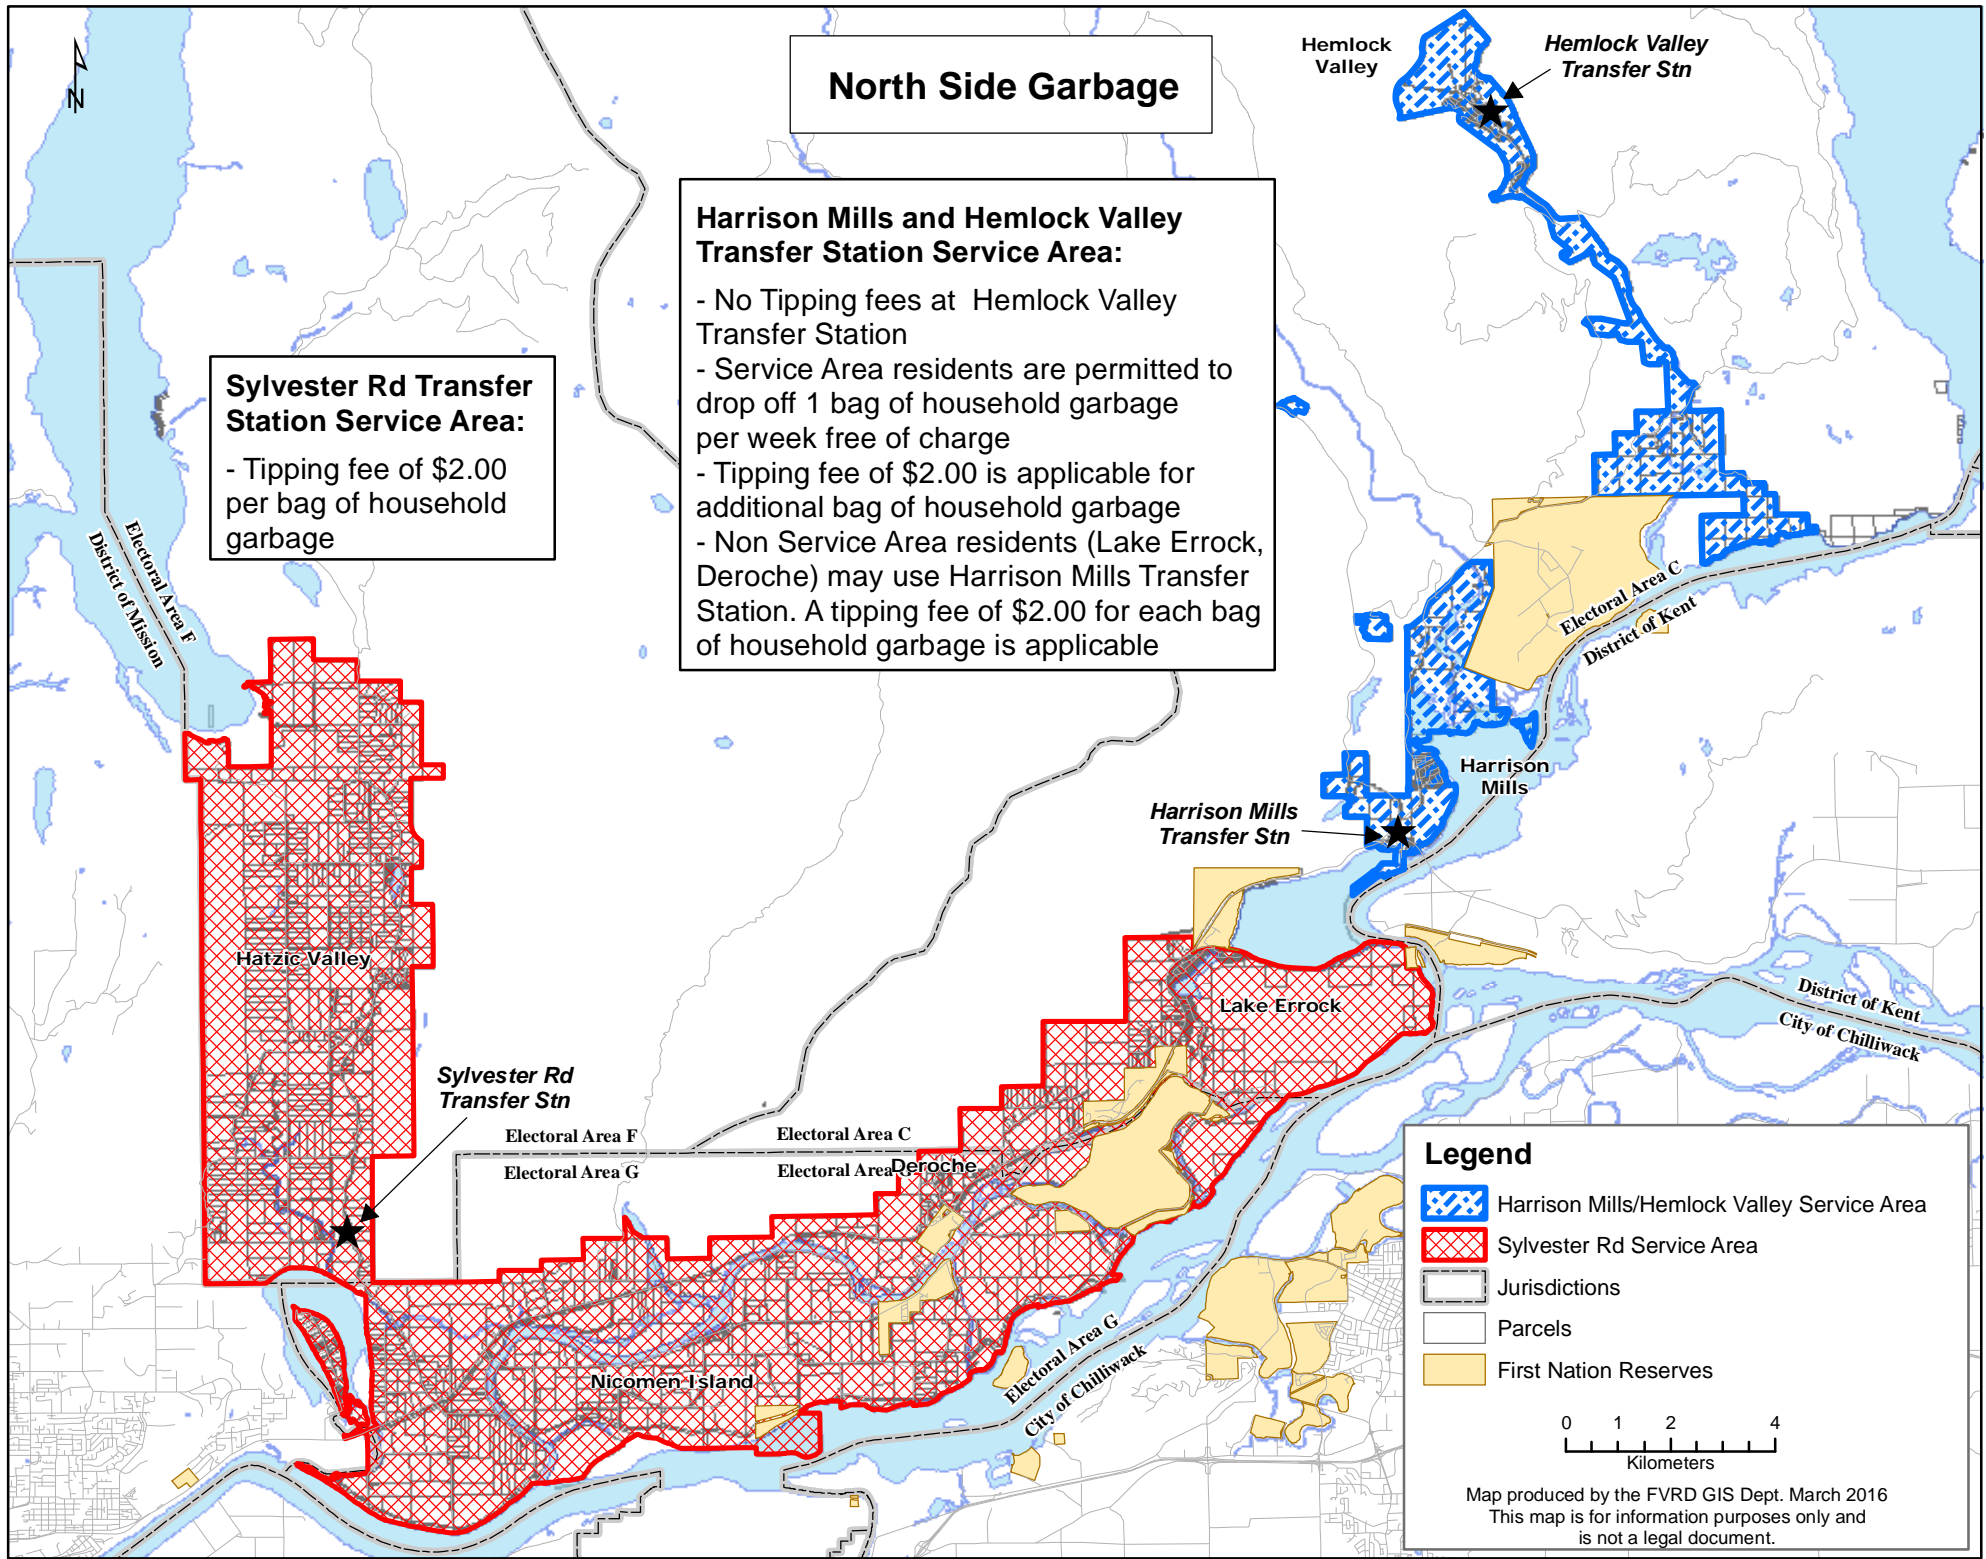 North Side Garbage
N
Hemlock
Valley
Hemlock Valley
Transfer Stn
Harrison Mills and Hemlock Valley
Transfer Station Service Area:
- No Tipping fees at  Hemlock Valley
Transfer Station
- Service Area residents are permitted to
drop off 1 bag of household garbage
per week free of charge
- Tipping fee of $2.00 is applicable for
additional bag of household garbage
- Non Service Area residents (Lake Errock,
Deroche) may use Harrison Mills Transfer
Station. A tipping fee of $2.00 for each bag
of household garbage is applicable
Sylvester Rd Transfer
Station Service Area:
- Tipping fee of $2.00
per bag of household
garbage
Electoral Area F
District of Mission
Electoral Area C
District of Kent
Harrison
Mills
Harrison Mills
Transfer Stn
Hatzic Valley
Lake Errock
District of Kent
City of Chilliwack
Sylvester Rd
Transfer Stn
Electoral Area F
Electoral Area C
Electoral Area G
Electoral Area G
Deroche
Nicomen Island
Electoral Area G
City of Chilliwack
Legend
Harrison Mills/Hemlock Valley Service Area
Sylvester Rd Service Area
Jurisdictions
Parcels
First Nation Reserves
0 1 2 4
Kilometers
Map produced by the FVRD GIS Dept. March 2016
This map is for information purposes only and
is not a legal document.